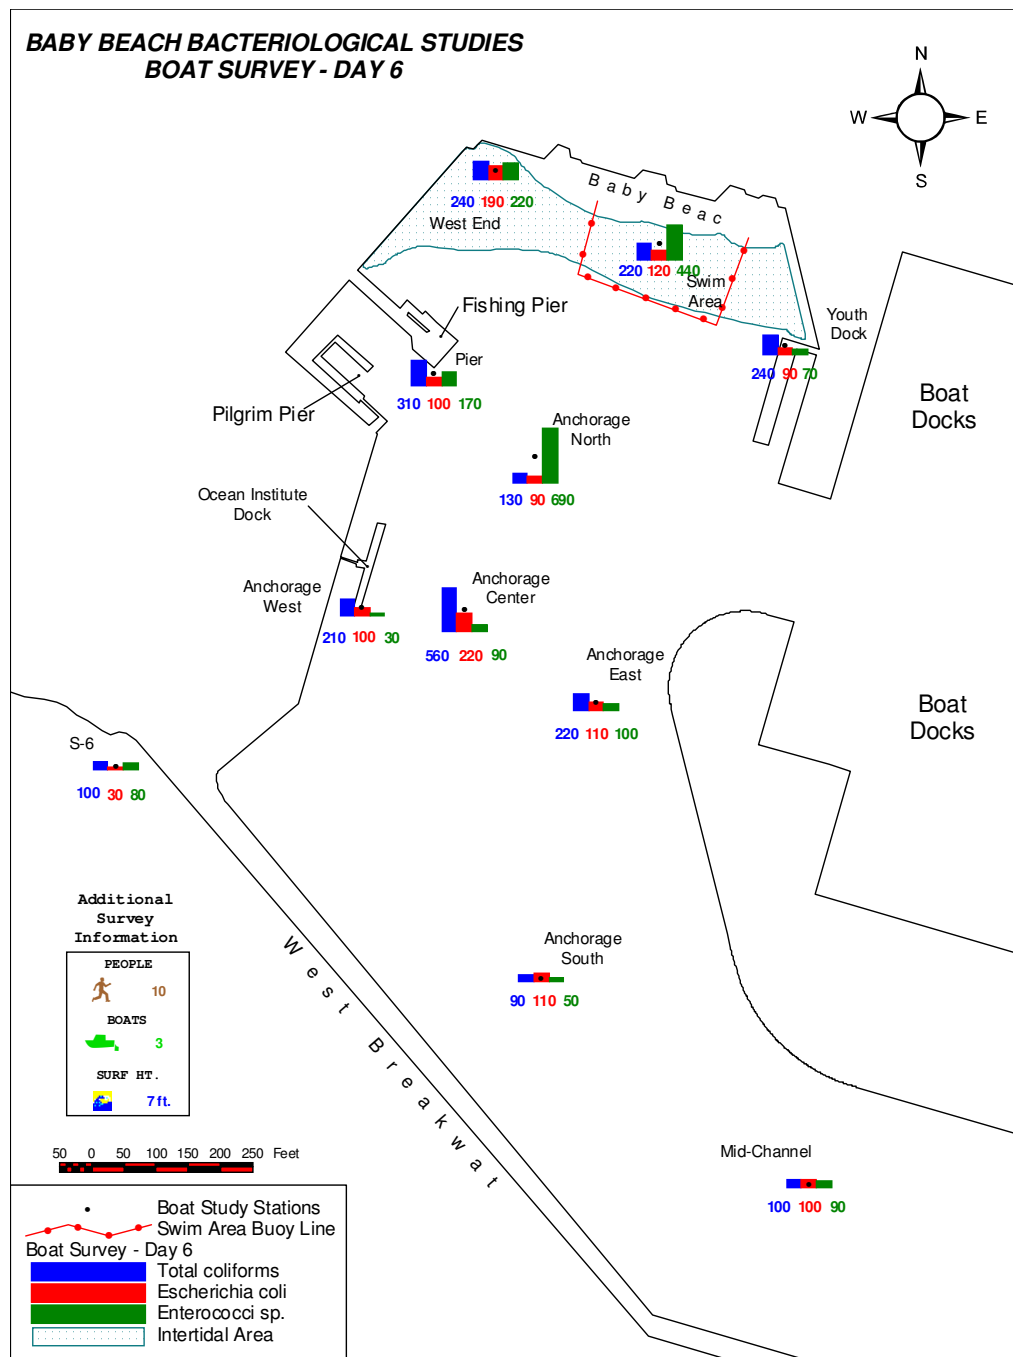 BABY BEACH BACTERIOLOGICAL STUDIES
BOAT SURVEY - DAY 6
N
W E
S
Baby Beac
240 190 220
West End
220 120 440
Swim
Area
Youth
Dock
240 90 70
Fishing Pier
Pier
310 100 170
Pilgrim Pier
Boat
Docks
Anchorage
North
130 90 690
Ocean Institute
Dock
Anchorage
West
210 100 30
Anchorage
Center
560 220 90
Anchorage
East
220 110 100
Boat
Docks
S-6
100 30 80
Additional
Survey
Information
PEOPLE
10
BOATS
3
SURF HT.
7 ft.
West Breakwat
Anchorage
South
90 110 50
Mid-Channel
100 100 90
50 0 50 100 150 200 250 Feet
Boat Study Stations
Swim Area Buoy Line
Boat Survey - Day 6
Total coliforms
Escherichia coli
Enterococci sp.
Intertidal Area